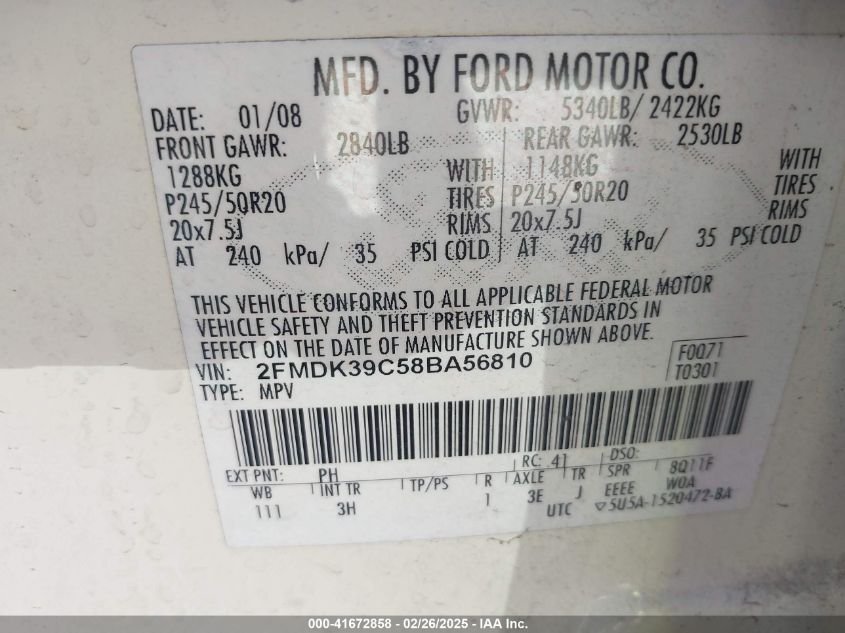 MFD. BY FORD MOTOR CO.
DATE: 01/08 GVWR: 5340LB/ 2422KG
FRONT GAWR: 2840LB REAR GAWR: 2530LB
1288KG WITH 1148KG WITH
P245/50R20 TIRES P245/50R20 TIRES
20x7.5J RIMS 20x7.5J RIMS
AT 240 kPa/ 35 PSI COLD AT 240 kPa/ 35 PSI COLD
THIS VEHICLE CONFORMS TO ALL APPLICABLE FEDERAL MOTOR
VEHICLE SAFETY AND THEFT PREVENTION STANDARDS IN
EFFECT ON THE DATE OF MANUFACTURE SHOWN ABOVE.
VIN: 2FMDK39C58BA56810 F0071
TYPE: MPV T0301
EXT PNT: PH RC: 41 DSO:
WB INT TR TP/PS R AXLE TR SPR 8Q11F
111 3H 1 3E J EEEE W0A
UTC ▽5U5A-1520472-BA
000-41672858 - 02/26/2025 - IAAI Inc.